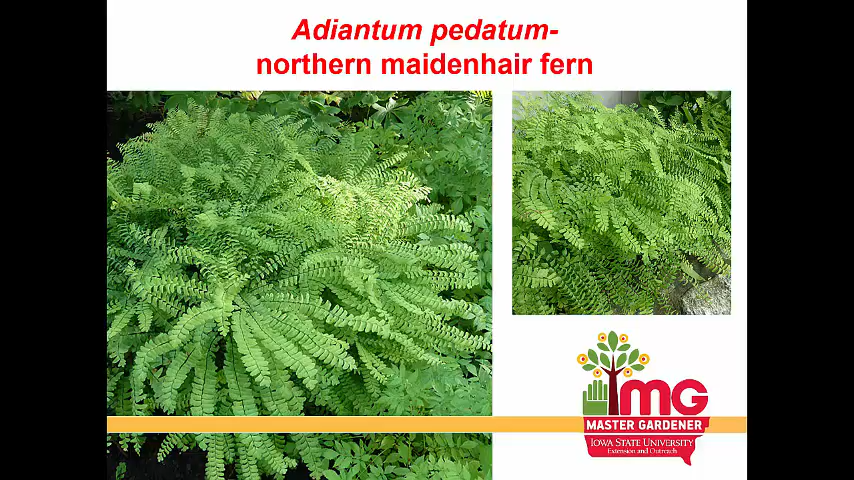 Adiantum pedatum-
northern maidenhair fern
MG
MASTER GARDENER
IOWA STATE UNIVERSITY
Extension and Outreach